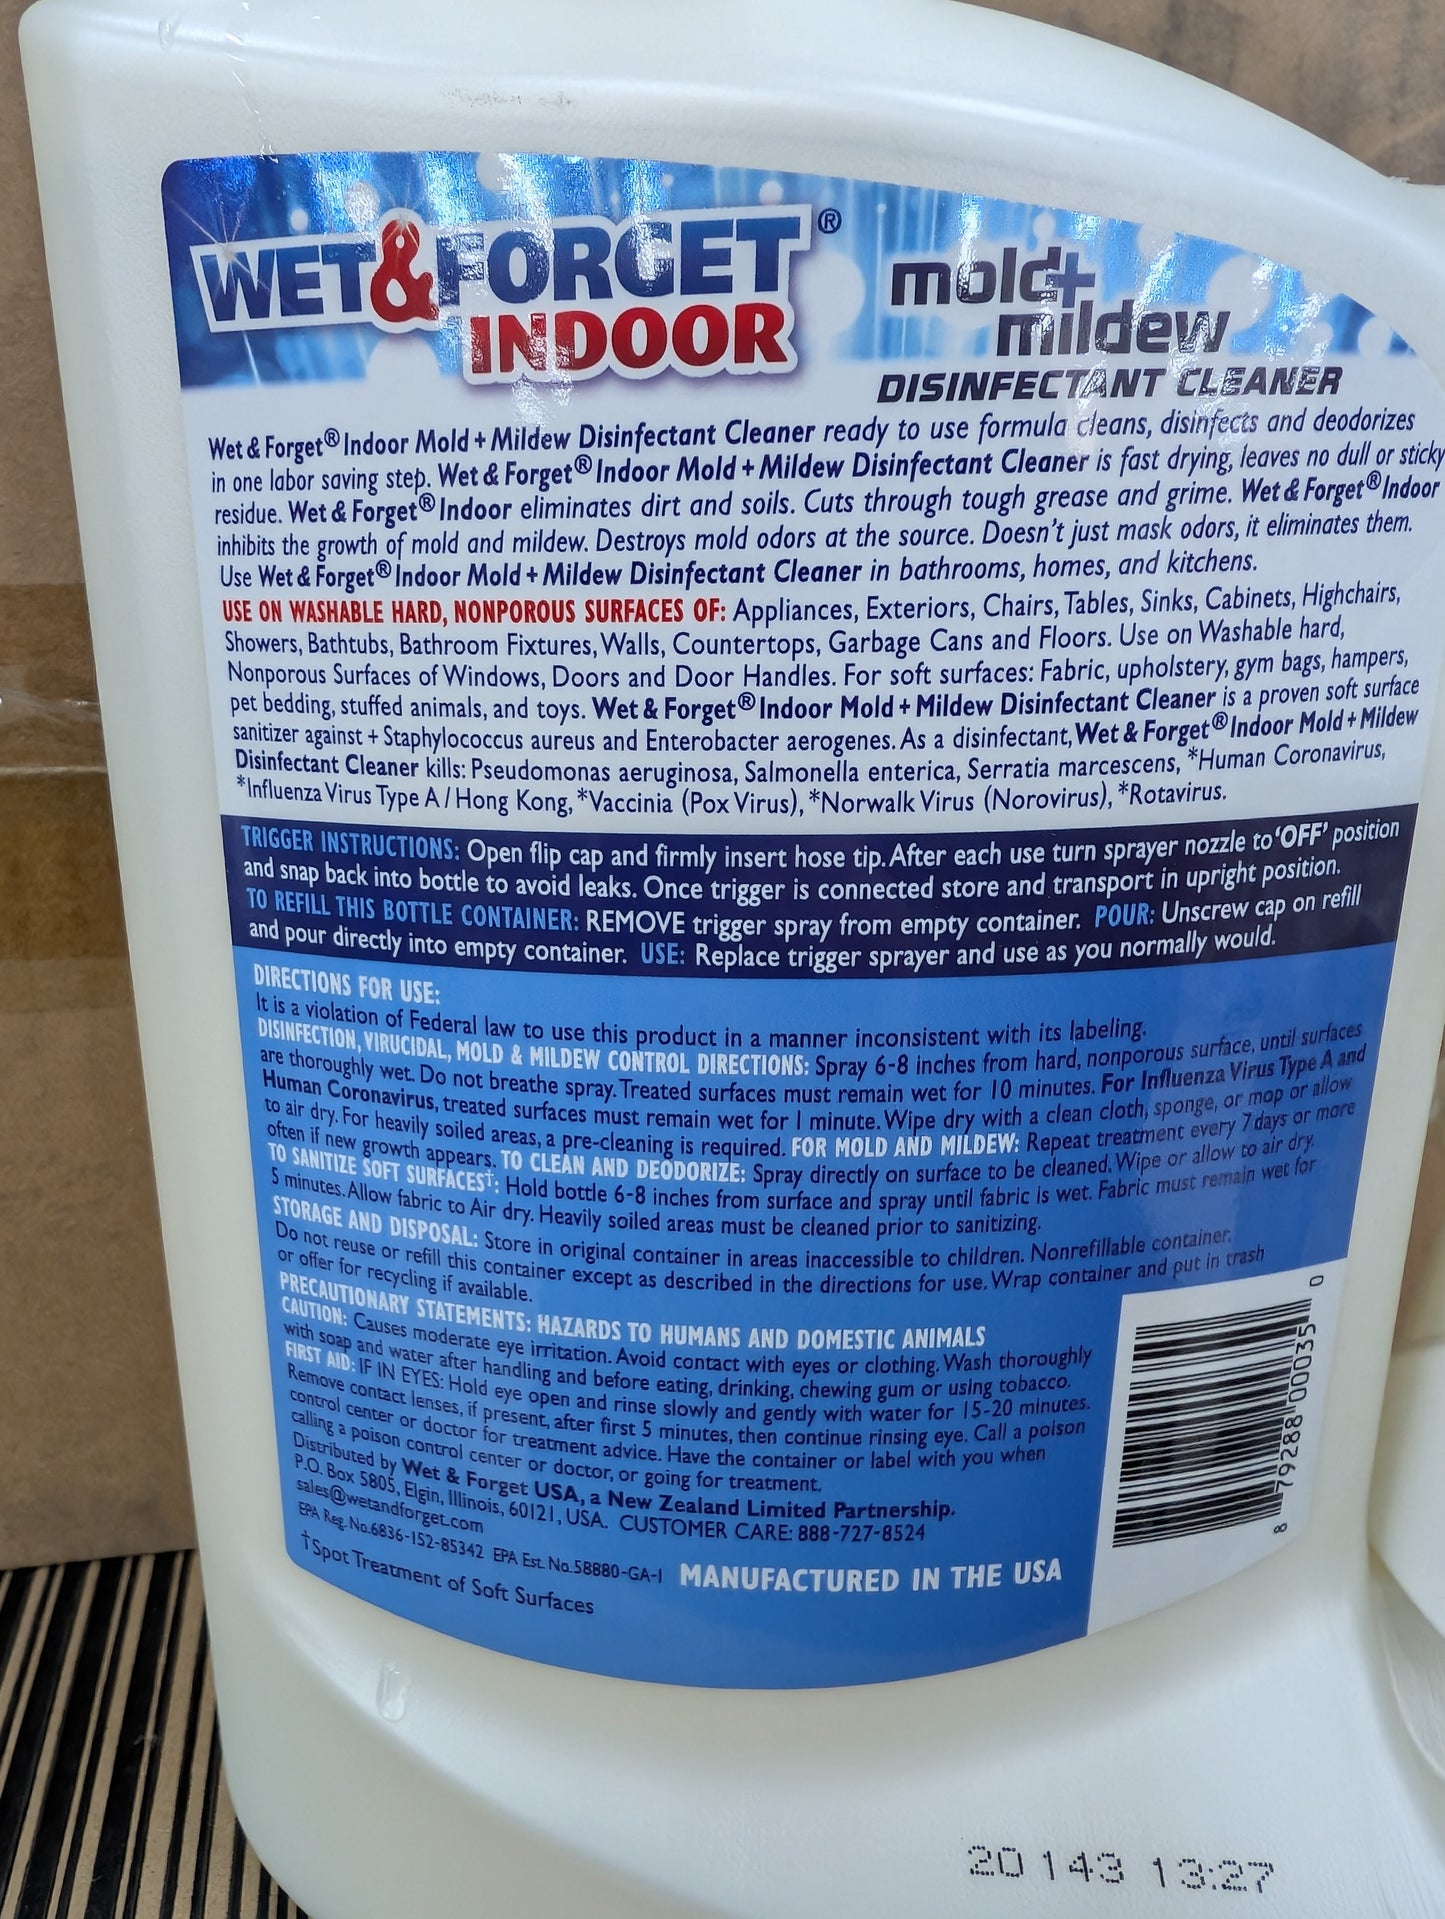 WET&FORGET®
INDOOR
mold+
mildew
DISINFECTANT CLEANER
Wet & Forget® Indoor Mold + Mildew Disinfectant Cleaner ready to use formula cleans, disinfects and deodorizes
in one labor saving step. Wet & Forget® Indoor Mold + Mildew Disinfectant Cleaner is fast drying, leaves no dull or sticky
residue. Wet & Forget® Indoor eliminates dirt and soils. Cuts through tough grease and grime. Wet & Forget® Indoor
inhibits the growth of mold and mildew. Destroys mold odors at the source. Doesn't just mask odors, it eliminates them.
Use Wet & Forget® Indoor Mold + Mildew Disinfectant Cleaner in bathrooms, homes, and kitchens.
USE ON WASHABLE HARD, NONPOROUS SURFACES OF: Appliances, Exteriors, Chairs, Tables, Sinks, Cabinets, Highchairs,
Showers, Bathtubs, Bathroom Fixtures, Walls, Countertops, Garbage Cans and Floors. Use on Washable hard,
Nonporous Surfaces of Windows, Doors and Door Handles. For soft surfaces: Fabric, upholstery, gym bags, hampers,
pet bedding, stuffed animals, and toys. Wet & Forget® Indoor Mold + Mildew Disinfectant Cleaner is a proven soft surface
sanitizer against + Staphylococcus aureus and Enterobacter aerogenes. As a disinfectant, Wet & Forget® Indoor Mold + Mildew
Disinfectant Cleaner kills: Pseudomonas aeruginosa, Salmonella enterica, Serratia marcescens, *Human Coronavirus,
*Influenza Virus Type A / Hong Kong, *Vaccinia (Pox Virus), *Norwalk Virus (Norovirus), *Rotavirus.
TRIGGER INSTRUCTIONS: Open flip cap and firmly insert hose tip. After each use turn sprayer nozzle to 'OFF' position
and snap back into bottle to avoid leaks. Once trigger is connected store and transport in upright position.
TO REFILL THIS BOTTLE CONTAINER: REMOVE trigger spray from empty container. POUR: Unscrew cap on refill
and pour directly into empty container. USE: Replace trigger sprayer and use as you normally would.
DIRECTIONS FOR USE:
It is a violation of Federal law to use this product in a manner inconsistent with its labeling.
DISINFECTION, VIRUCIDAL, MOLD & MILDEW CONTROL DIRECTIONS: Spray 6-8 inches from hard, nonporous surface, until surfaces
are thoroughly wet. Do not breathe spray. Treated surfaces must remain wet for 10 minutes. For Influenza Virus Type A and
Human Coronavirus, treated surfaces must remain wet for 1 minute. Wipe dry with a clean cloth, sponge, or mop or allow
to air dry. For heavily soiled areas, a pre-cleaning is required. FOR MOLD AND MILDEW: Repeat treatment every 7 days or more
often if new growth appears. TO CLEAN AND DEODORIZE: Spray directly on surface to be cleaned. Wipe or allow to air dry.
TO SANITIZE SOFT SURFACES†: Hold bottle 6-8 inches from surface and spray until fabric is wet. Fabric must remain wet for
5 minutes. Allow fabric to Air dry. Heavily soiled areas must be cleaned prior to sanitizing.
STORAGE AND DISPOSAL: Store in original container in areas inaccessible to children. Nonrefillable container.
Do not reuse or refill this container except as described in the directions for use. Wrap container and put in trash
or offer for recycling if available.
PRECAUTIONARY STATEMENTS: HAZARDS TO HUMANS AND DOMESTIC ANIMALS
CAUTION: Causes moderate eye irritation. Avoid contact with eyes or clothing. Wash thoroughly
with soap and water after handling and before eating, drinking, chewing gum or using tobacco.
FIRST AID: IF IN EYES: Hold eye open and rinse slowly and gently with water for 15-20 minutes.
Remove contact lenses, if present, after first 5 minutes, then continue rinsing eye. Call a poison
control center or doctor for treatment advice. Have the container or label with you when
calling a poison control center or doctor, or going for treatment.
Distributed by Wet & Forget USA, a New Zealand Limited Partnership.
P.O. Box 5805, Elgin, Illinois, 60121, USA. CUSTOMER CARE: 888-727-8524
sales@wetandforget.com
EPA Reg. No.6836-152-85342 EPA Est. No.58880-GA-1 MANUFACTURED IN THE USA
†Spot Treatment of Soft Surfaces
8 79288 00035 0
20 143 13:27